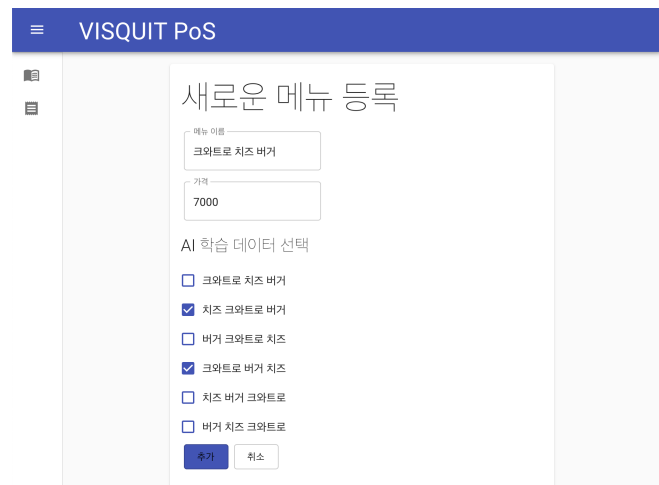 VISQUIT PoS
새로운 메뉴 등록
메뉴 이름
크와트로 치즈 버거
가격
7000
AI 학습 데이터 선택
크와트로 치즈 버거
치즈 크와트로 버거
버거 크와트로 치즈
크와트로 버거 치즈
치즈 버거 크와트로
버거 치즈 크와트로
추가 취소